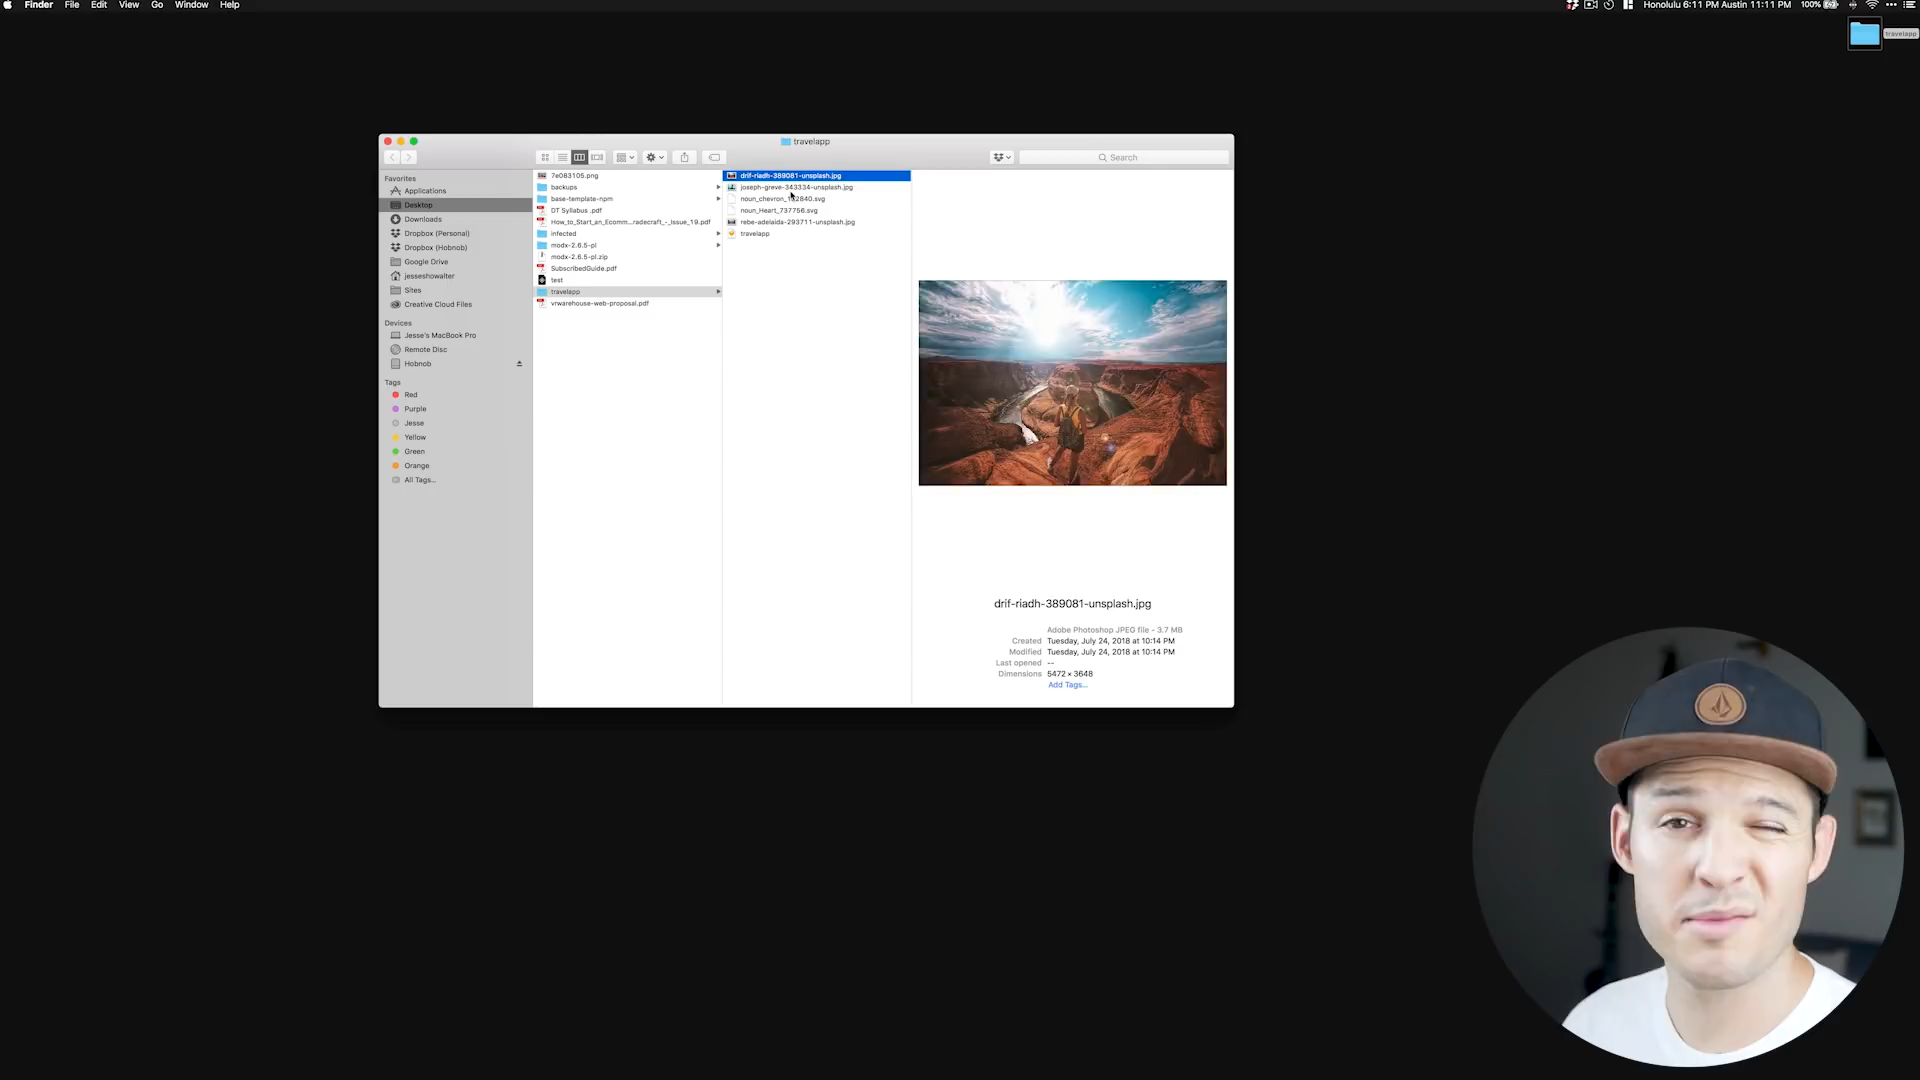 Finder File Edit View Go Window Help
Honolulu 6:11 PM Austin 11:11 PM 100%
travelapp
travelapp
Search
Favorites
Applications
Desktop
Downloads
Dropbox (Personal)
Dropbox (Hobnob)
Google Drive
jesseshowalter
Sites
Creative Cloud Files
Devices
Jesse's MacBook Pro
Remote Disc
Hobnob
Tags
Red
Purple
Jesse
Yellow
Green
Orange
All Tags...
7e083105.png
backups
base-template-npm
DT Syllabus .pdf
How_to_Start_an_Ecomm...radecraft_-_Issue_19.pdf
infected
modx-2.6.5-pl
modx-2.6.5-pl.zip
SubscribedGuide.pdf
test
travelapp
vrwarehouse-web-proposal.pdf
drif-riadh-389081-unsplash.jpg
joseph-greve-343334-unsplash.jpg
noun_Heart_737756.svg
rebe-adelaida-293711-unsplash.jpg
travelapp
drif-riadh-389081-unsplash.jpg
Adobe Photoshop JPEG file - 3.7 MB
Created Tuesday, July 24, 2018 at 10:14 PM
Modified Tuesday, July 24, 2018 at 10:14 PM
Last opened --
Dimensions 5472 × 3648
Add Tags...